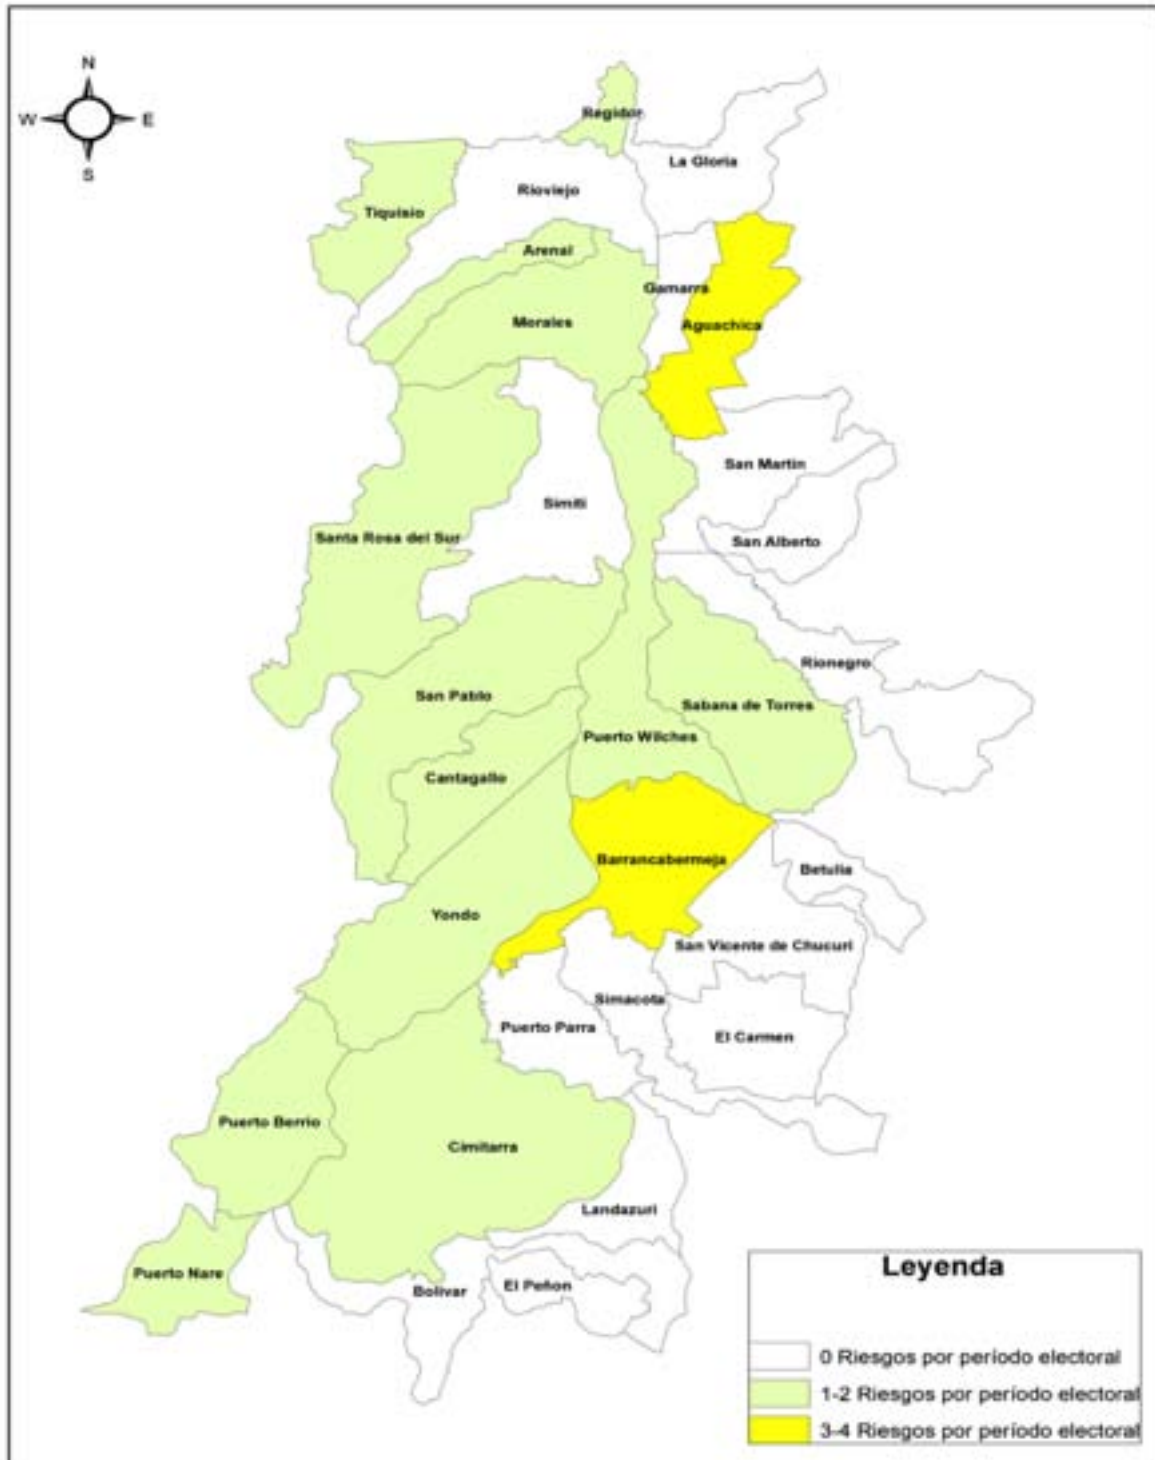 N
W E
S
Regidor
La Gloria
Rioviejo
Tiquisio
Arenal
Gamarra
Morales
Aguachica
San Martin
Simiti
Santa Rosa del Sur
San Alberto
Rionegro
San Pablo
Sabana de Torres
Puerto Wilches
Cantagallo
Barrancabermeja
Betulia
Yondo
San Vicente de Chucuri
Simacota
Puerto Parra
El Carmen
Puerto Berrio
Cimitarra
Landazuri
Puerto Nare
El Peñon
Bolivar
Leyenda
0 Riesgos por período electoral
1-2 Riesgos por período electoral
3-4 Riesgos por período electoral